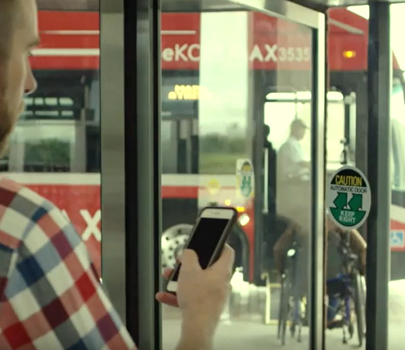 eKC
AX3535
CAUTION
AUTOMATIC DOOR
KEEP
RIGHT
X